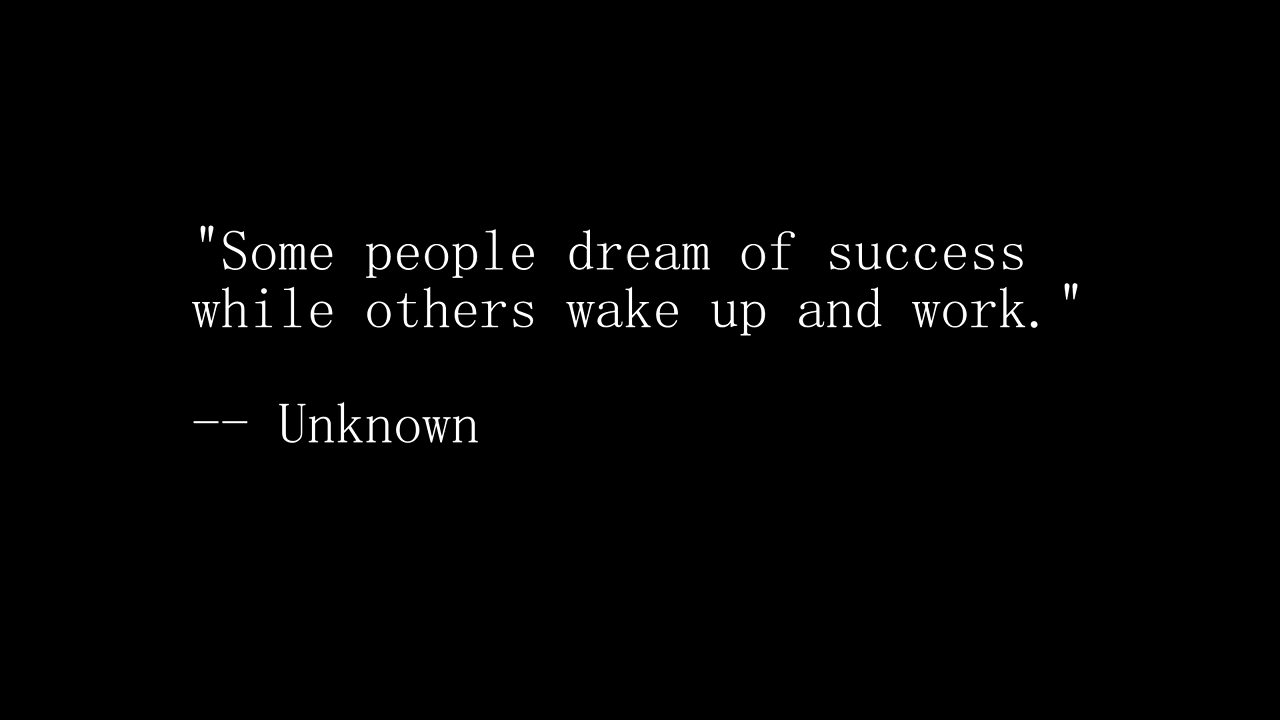 "Some people dream of success
while others wake up and work."
-- Unknown